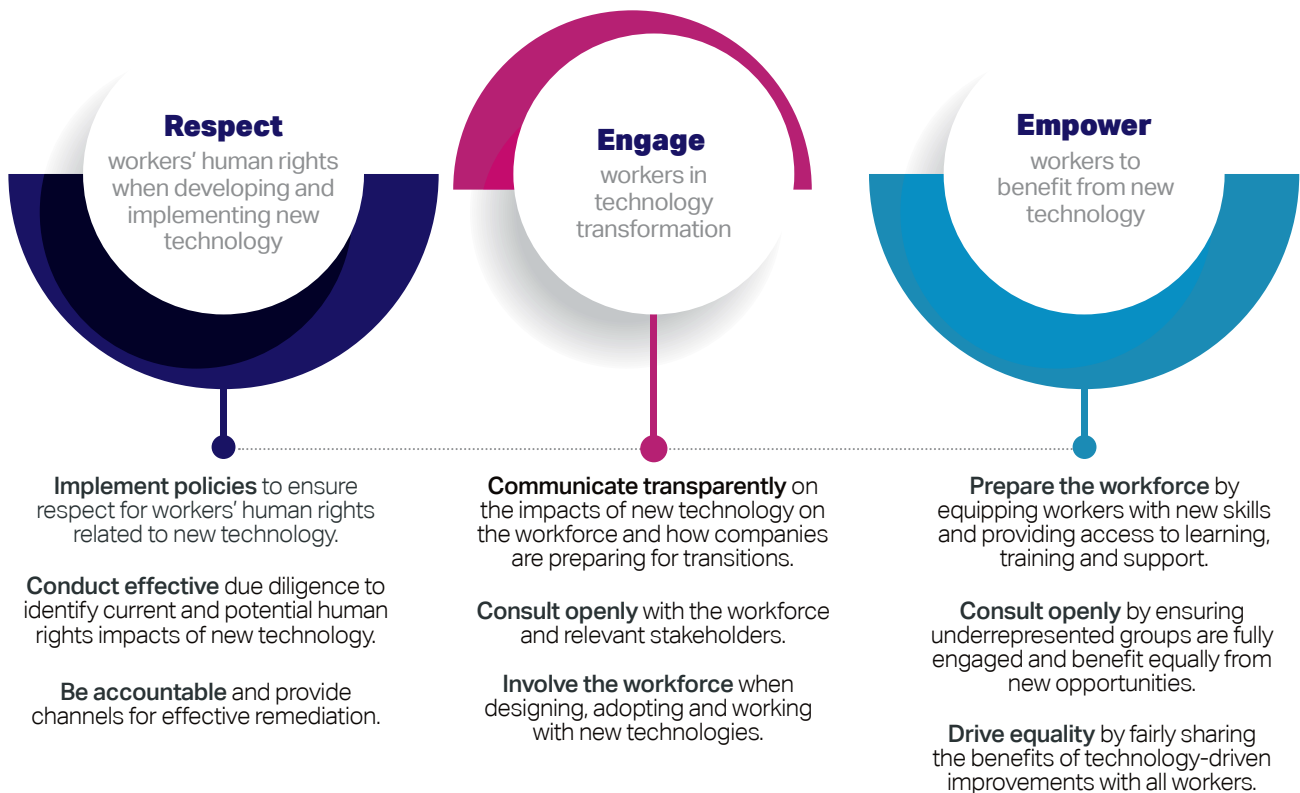 Respect
workers’ human rights
when developing and
implementing new
technology
Engage
workers in
technology
transformation
Empower
workers to
benefit from new
technology
Implement policies to ensure
respect for workers’ human rights
related to new technology.
Conduct effective due diligence to
identify current and potential human
rights impacts of new technology.
Be accountable and provide
channels for effective remediation.
Communicate transparently on
the impacts of new technology on
the workforce and how companies
are preparing for transitions.
Consult openly with the workforce
and relevant stakeholders.
Involve the workforce when
designing, adopting and working
with new technologies.
Prepare the workforce by
equipping workers with new skills
and providing access to learning,
training and support.
Consult openly by ensuring
underrepresented groups are fully
engaged and benefit equally from
new opportunities.
Drive equality by fairly sharing
the benefits of technology-driven
improvements with all workers.